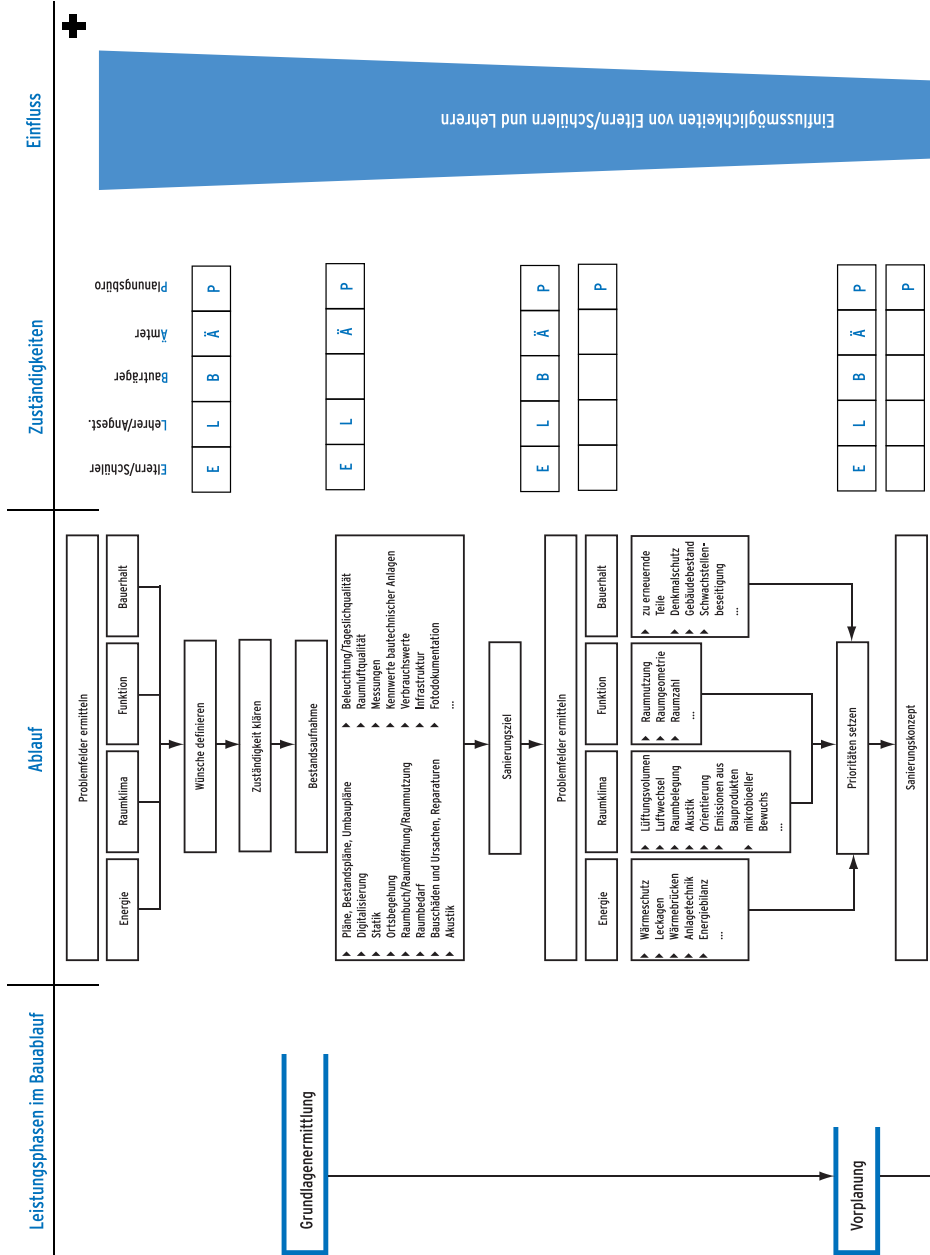 Leistungsphasen im Bauablauf
Ablauf
Zuständigkeiten
Einfluss
Grundlagenermittlung
Vorplanung
Problemfelder ermitteln
Energie
Raumklima
Funktion
Bauerhalt
Wünsche definieren
Zuständigkeit klären
Bestandsaufnahme
Pläne, Bestandspläne, Umbaupläne
Digitalisierung
Statik
Ortsbegehung
Raumbuch/Raumöffnung/Raumnutzung
Raumbedarf
Bauschäden und Ursachen, Reparaturen
Akustik
Beleuchtung/Tageslichqualität
Raumluftqualität
Messungen
Kennwerte bautechnischer Anlagen
Verbrauchswerte
Infrastruktur
Fotodokumentation
...
Sanierungsziel
Problemfelder ermitteln
Energie
Raumklima
Funktion
Bauerhalt
Wärmeschutz
Leckagen
Wärmebrücken
Anlagetechnik
Energiebilanz
...
Lüftungsvolumen
Luftwechsel
Raumbelegung
Akustik
Orientierung
Emissionen aus
Bauprodukten
mikrobioeller
Bewuchs
...
Raumnutzung
Raumgeometrie
Raumzahl
...
zu erneuernde
Teile
Denkmalschutz
Gebäudebestand
Schwachstellen-
beseitigung
...
Prioritäten setzen
Sanierungskonzept
Eltern/Schüler
Lehrer/Angest.
Bauträger
Ämter
Planungsbüro
E L B Ä P
E L Ä P
E L B Ä P
P
E L B Ä P
P
+
Einflussmöglichkeiten von Eltern/Schülern und Lehrern